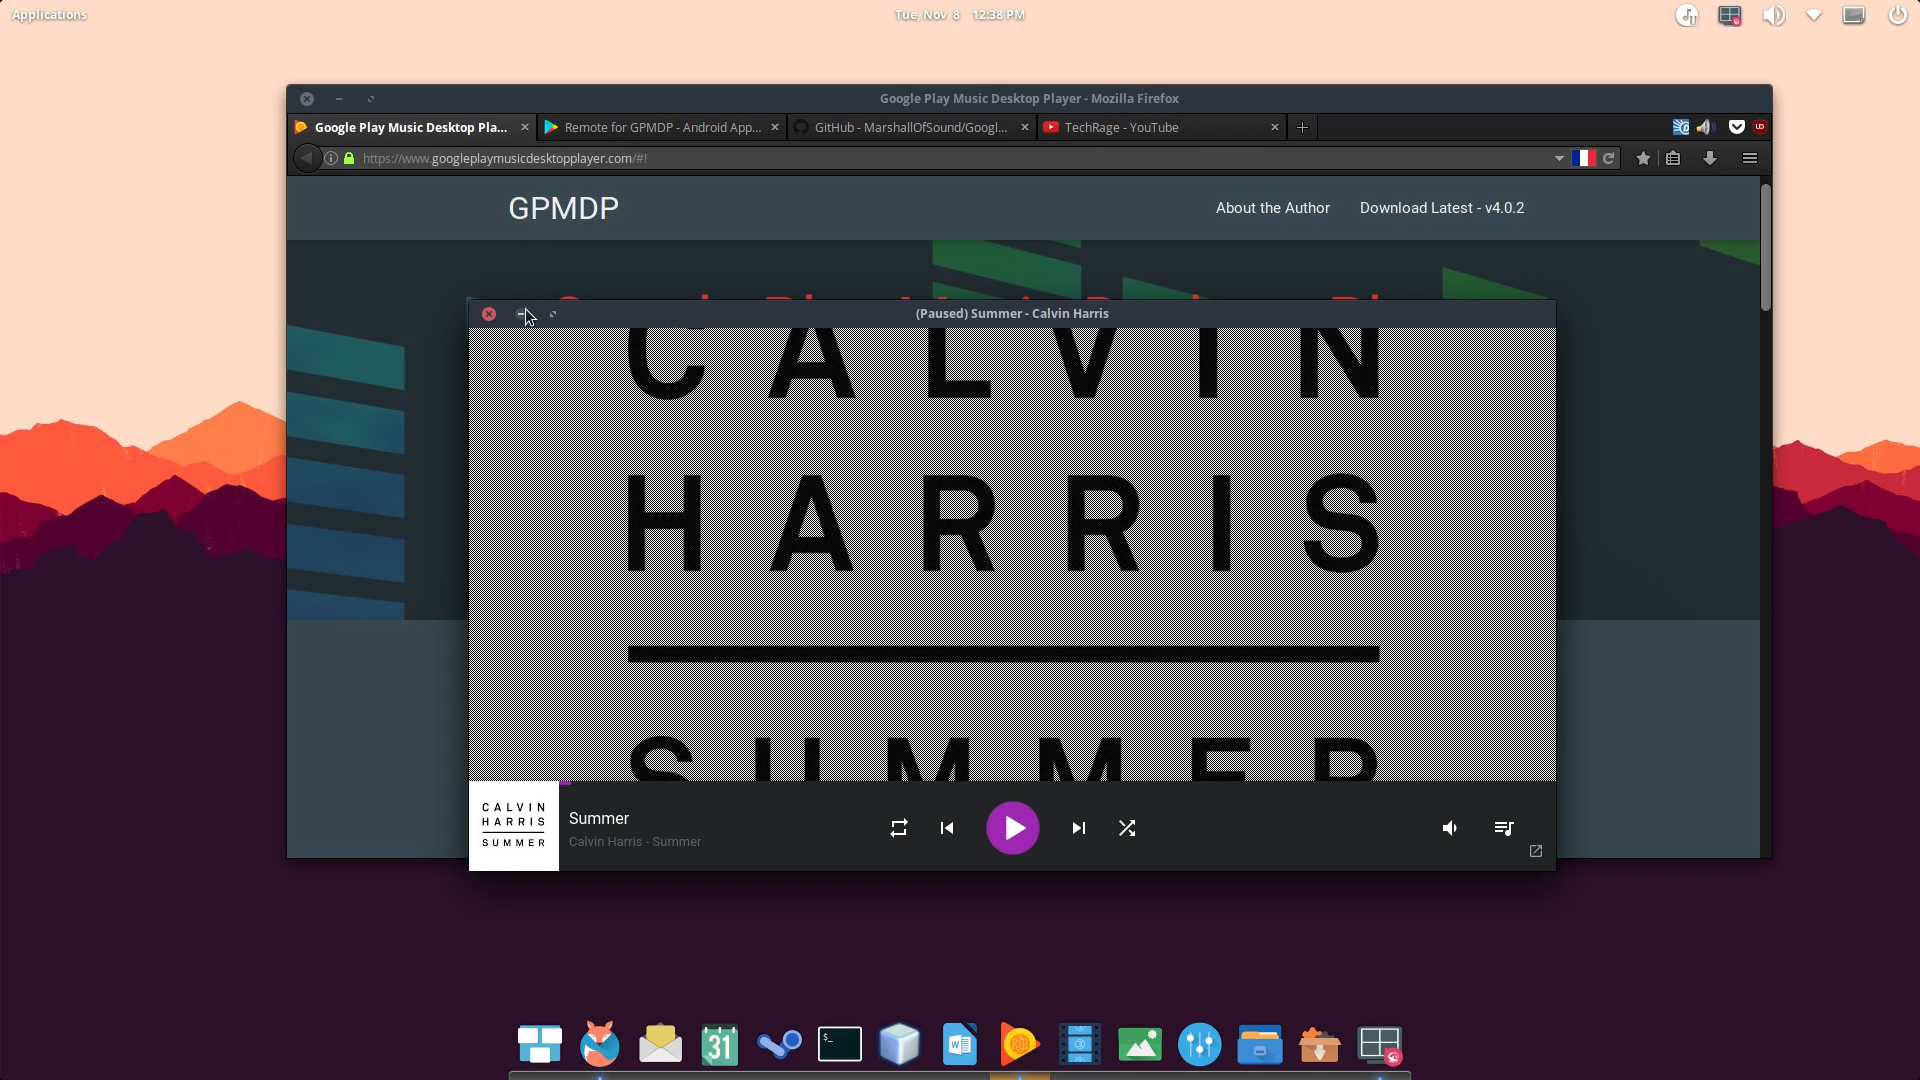 Applications
Tue, Nov 8 12:38 PM
Google Play Music Desktop Player - Mozilla Firefox
Google Play Music Desktop Pla...
Remote for GPMDP - Android App...
GitHub - MarshallOfSound/Googl...
TechRage - YouTube
https://www.googleplaymusicdesktopplayer.com/#!
GPMDP
About the Author
Download Latest - v4.0.2
(Paused) Summer - Calvin Harris
CALVIN
HARRIS
SUMMER
CALVIN
HARRIS
SUMMER
Summer
Calvin Harris - Summer
31
$_
W
3